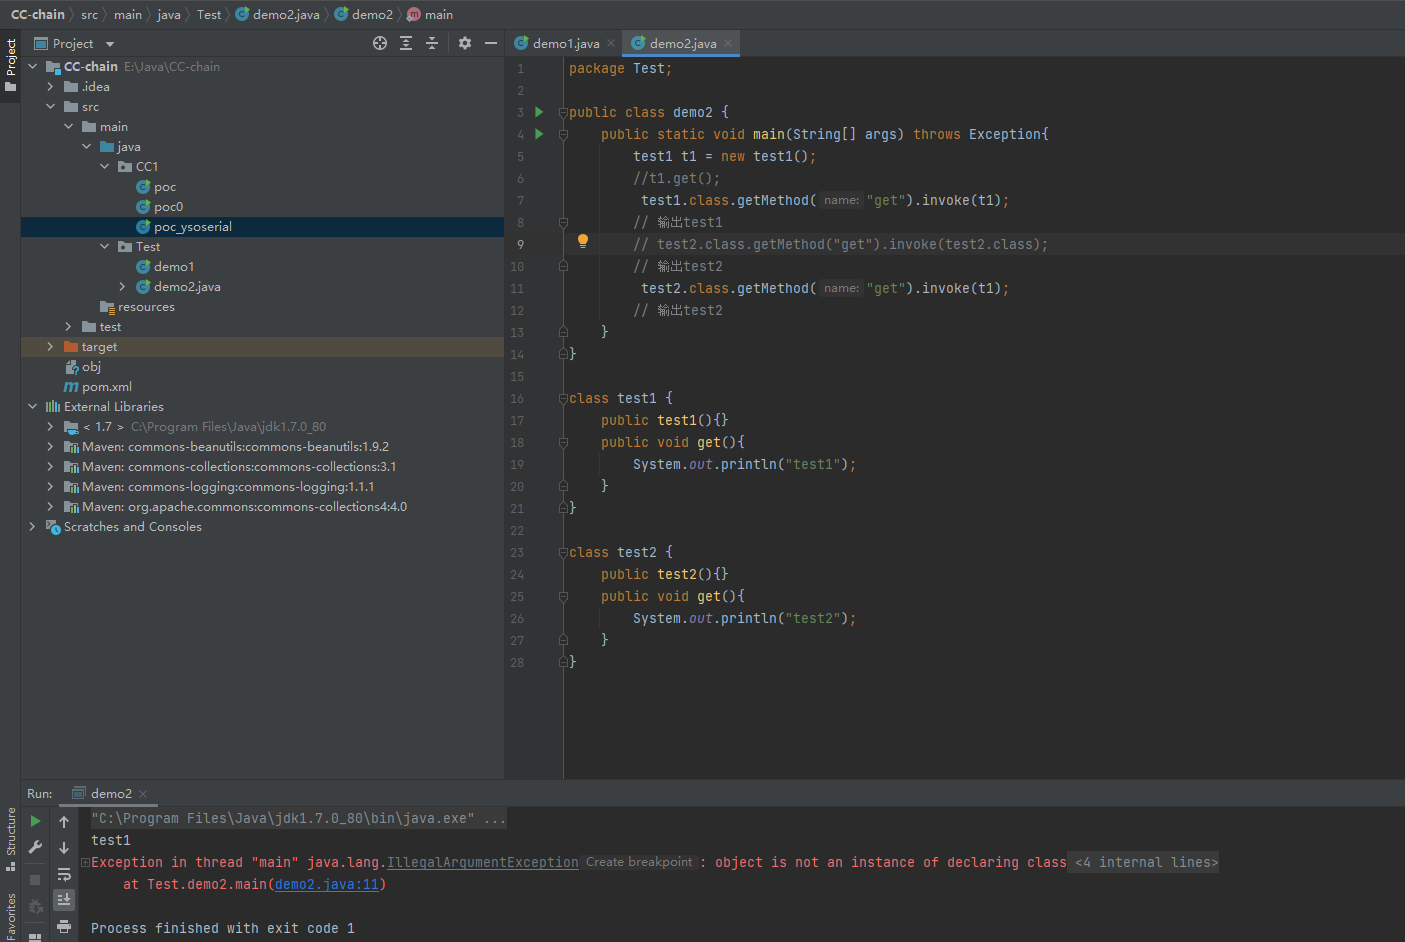 CC-chain src main java Test demo2.java demo2 main
Project
Project
demo1.java demo2.java
CC-chain E:\Java\CC-chain
.idea
src
main
java
CC1
poc
poc0
poc_ysoserial
Test
demo1
demo2.java
resources
test
target
obj
pom.xml
External Libraries
< 1.7 > C:\Program Files\Java\jdk1.7.0_80
Maven: commons-beanutils:commons-beanutils:1.9.2
Maven: commons-collections:commons-collections:3.1
Maven: commons-logging:commons-logging:1.1.1
Maven: org.apache.commons:commons-collections4:4.0
Scratches and Consoles
1 package Test;
2
3 public class demo2 {
4 public static void main(String[] args) throws Exception{
5 test1 t1 = new test1();
6 //t1.get();
7 test1.class.getMethod( name: "get").invoke(t1);
8 // 输出test1
9 // test2.class.getMethod("get").invoke(test2.class);
10 // 输出test2
11 test2.class.getMethod( name: "get").invoke(t1);
12 // 输出test2
13 }
14 }
15
16 class test1 {
17 public test1(){}
18 public void get(){
19 System.out.println("test1");
20 }
21 }
22
23 class test2 {
24 public test2(){}
25 public void get(){
26 System.out.println("test2");
27 }
28 }
Run: demo2
Structure
Favorites
"C:\Program Files\Java\jdk1.7.0_80\bin\java.exe" ...
test1
Exception in thread "main" java.lang.IllegalArgumentException Create breakpoint : object is not an instance of declaring class <4 internal lines>
at Test.demo2.main(demo2.java:11)
Process finished with exit code 1